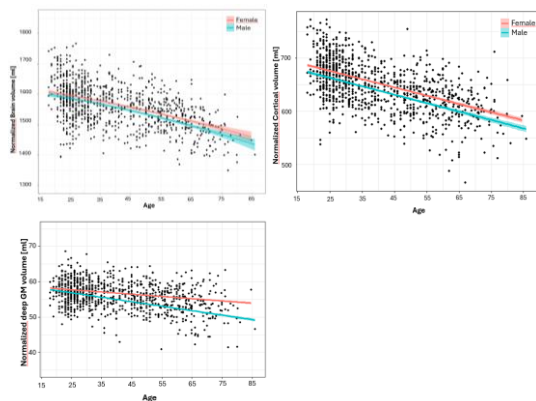 Female
Male
Normalized Brain volume [ml]
1800
1700
1600
1500
1400
1300
15 25 35 45 55 65 75 85
Age
Female
Male
Normalized Cortical volume [ml]
700
600
500
15 25 35 45 55 65 75 85
Age
Normalized deep GM volume [ml]
70
60
50
40
15 25 35 45 55 65 75 85
Age